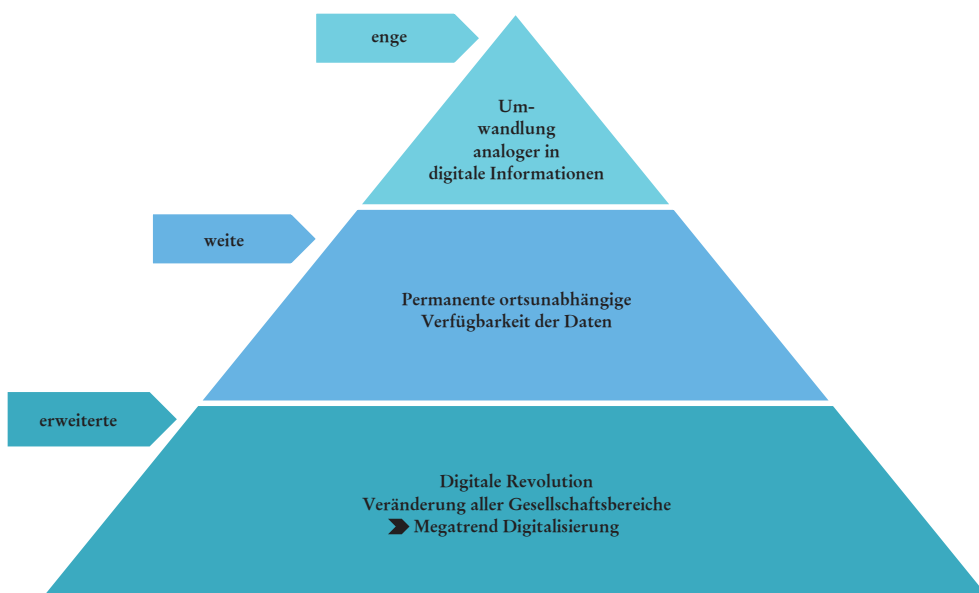 enge
Um-
wandlung
analoger in
digitale Informationen
weite
Permanente ortsunabhängige
Verfügbarkeit der Daten
erweiterte
Digitale Revolution
Veränderung aller Gesellschaftsbereiche
Megatrend Digitalisierung